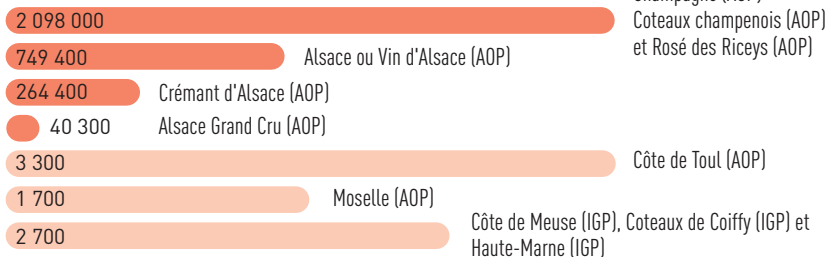 2 098 000
Coteaux champenois (AOP)
et Rosé des Riceys (AOP)
749 400 Alsace ou Vin d'Alsace (AOP)
264 400 Crémant d'Alsace (AOP)
40 300 Alsace Grand Cru (AOP)
3 300 Côte de Toul (AOP)
1 700 Moselle (AOP)
2 700 Côte de Meuse (IGP), Coteaux de Coiffy (IGP) et
Haute-Marne (IGP)